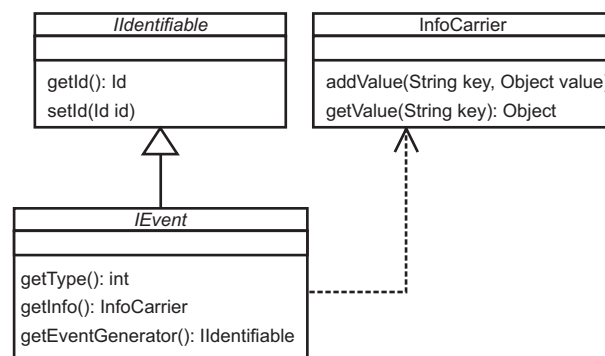 IIdentifiable
getId(): Id
setId(Id id)
InfoCarrier
addValue(String key, Object value)
getValue(String key): Object
IEvent
getType(): int
getInfo(): InfoCarrier
getEventGenerator(): IIdentifiable